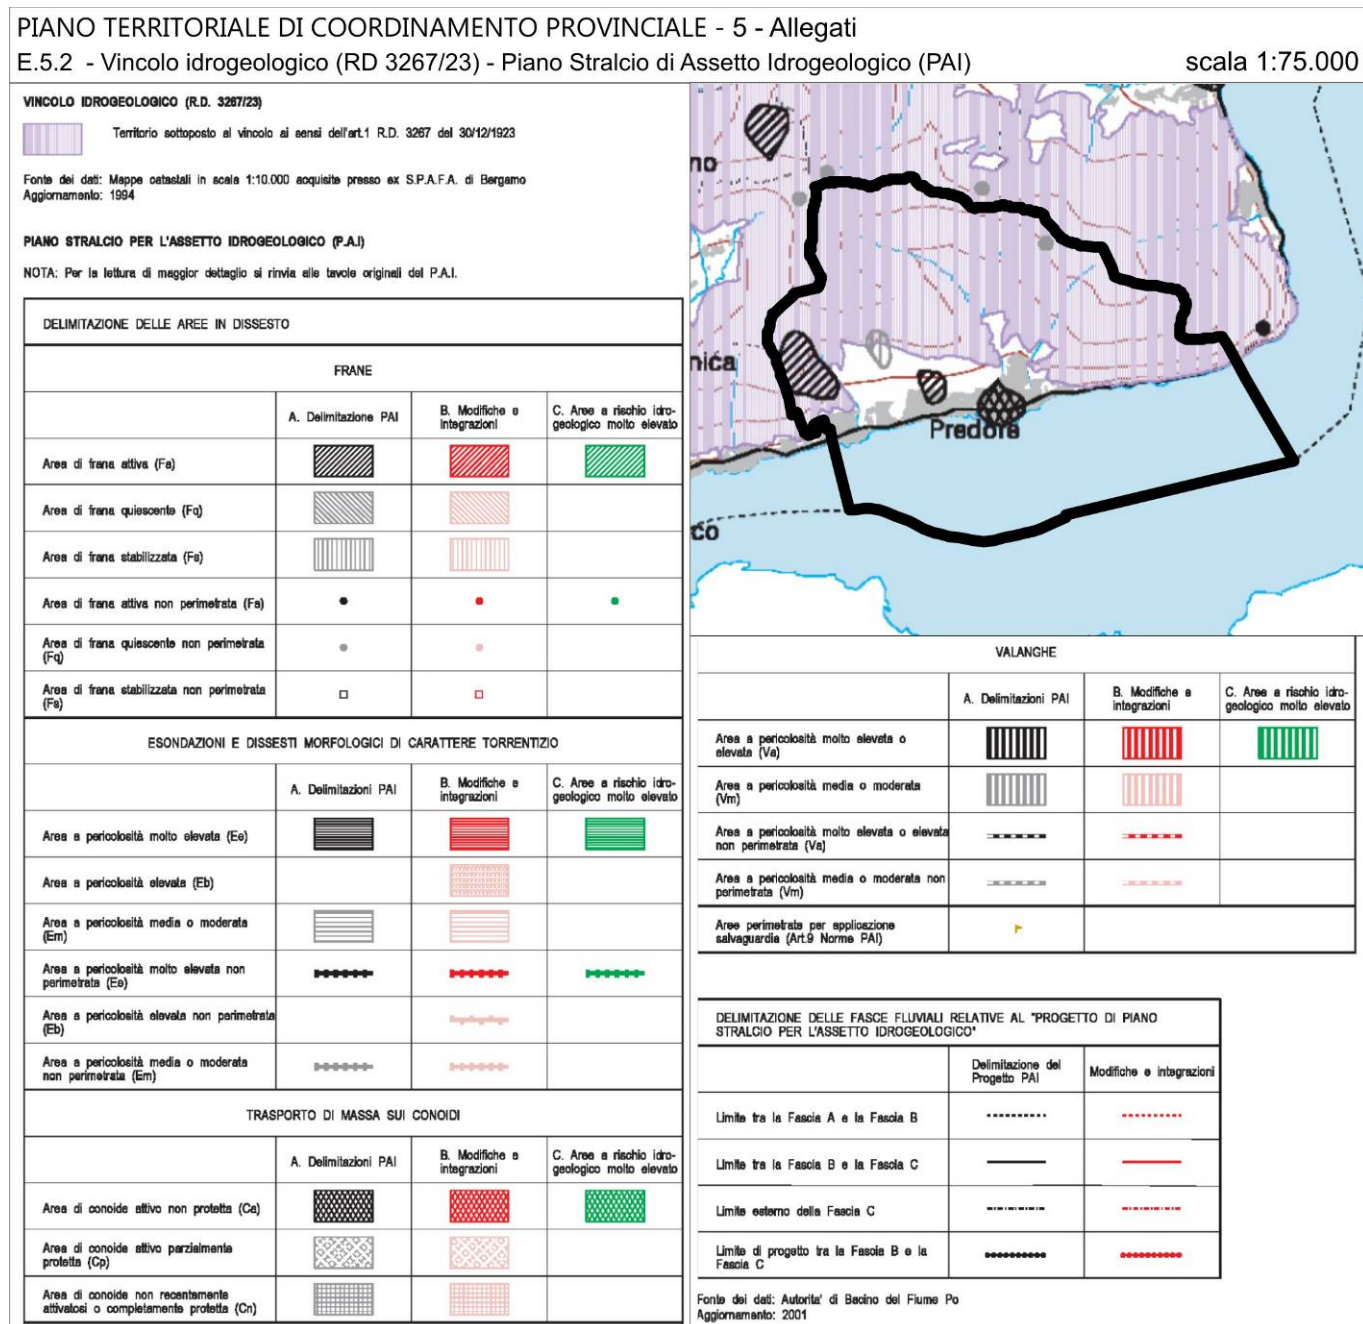 PIANO TERRITORIALE DI COORDINAMENTO PROVINCIALE - 5 - Allegati
E.5.2 - Vincolo idrogeologico (RD 3267/23) - Piano Stralcio di Assetto Idrogeologico (PAI)
scala 1:75.000
VINCOLO IDROGEOLOGICO (R.D. 3267/23)
Territorio sottoposto al vincolo ai sensi dell'art.1 R.D. 3267 del 30/12/1923
Fonte dei dati: Mappe catastali in scala 1:10.000 acquisite presso ex S.P.A.F.A. di Bergamo
Aggiornamento: 1994
PIANO STRALCIO PER L'ASSETTO IDROGEOLOGICO (P.A.I)
NOTA: Per la lettura di maggior dettaglio si rinvia alle tavole originali del P.A.I.
DELIMITAZIONE DELLE AREE IN DISSESTO
FRANE
A. Delimitazione PAI
B. Modifiche e
integrazioni
C. Aree a rischio idro-
geologico molto elevato
Area di frana attiva (Fa)
Area di frana quiescente (Fq)
Area di frana stabilizzata (Fs)
Area di frana attiva non perimetrata (Fa)
Area di frana quiescente non perimetrata
(Fq)
Area di frana stabilizzata non perimetrata
(Fs)
ESONDAZIONI E DISSESTI MORFOLOGICI DI CARATTERE TORRENTIZIO
A. Delimitazioni PAI
B. Modifiche e
integrazioni
C. Aree a rischio idro-
geologico molto elevato
Area a pericolosità molto elevata (Ee)
Area a pericolosità elevata (Eb)
Area a pericolosità media o moderata
(Em)
Area a pericolosità molto elevata non
perimetrata (Ee)
Area a pericolosità elevata non perimetrata
(Eb)
Area a pericolosità media o moderata
non perimetrata (Em)
TRASPORTO DI MASSA SUI CONOIDI
A. Delimitazioni PAI
B. Modifiche e
integrazioni
C. Aree a rischio idro-
geologico molto elevato
Area di conoide attivo non protetta (Ca)
Area di conoide attivo parzialmente
protetta (Cp)
Area di conoide non recentemente
attivatosi o completamente protetta (Cn)
no
nica
Predore
co
VALANGHE
A. Delimitazioni PAI
B. Modifiche e
integrazioni
C. Aree a rischio idro-
geologico molto elevato
Area a pericolosità molto elevata o
elevata (Va)
Area a pericolosità media o moderata
(Vm)
Area a pericolosità molto elevata o elevata
non perimetrata (Va)
Area a pericolosità media o moderata non
perimetrata (Vm)
Aree perimetrate per applicazione
salvaguardia (Art.9 Norme PAI)
DELIMITAZIONE DELLE FASCE FLUVIALI RELATIVE AL "PROGETTO DI PIANO
STRALCIO PER L'ASSETTO IDROGEOLOGICO"
Delimitazione del
Progetto PAI
Modifiche e integrazioni
Limite tra la Fascia A e la Fascia B
Limite tra la Fascia B e la Fascia C
Limite esterno della Fascia C
Limite di progetto tra la Fascia B e la
Fascia C
Fonte dei dati: Autorita' di Bacino del Fiume Po
Aggiornamento: 2001